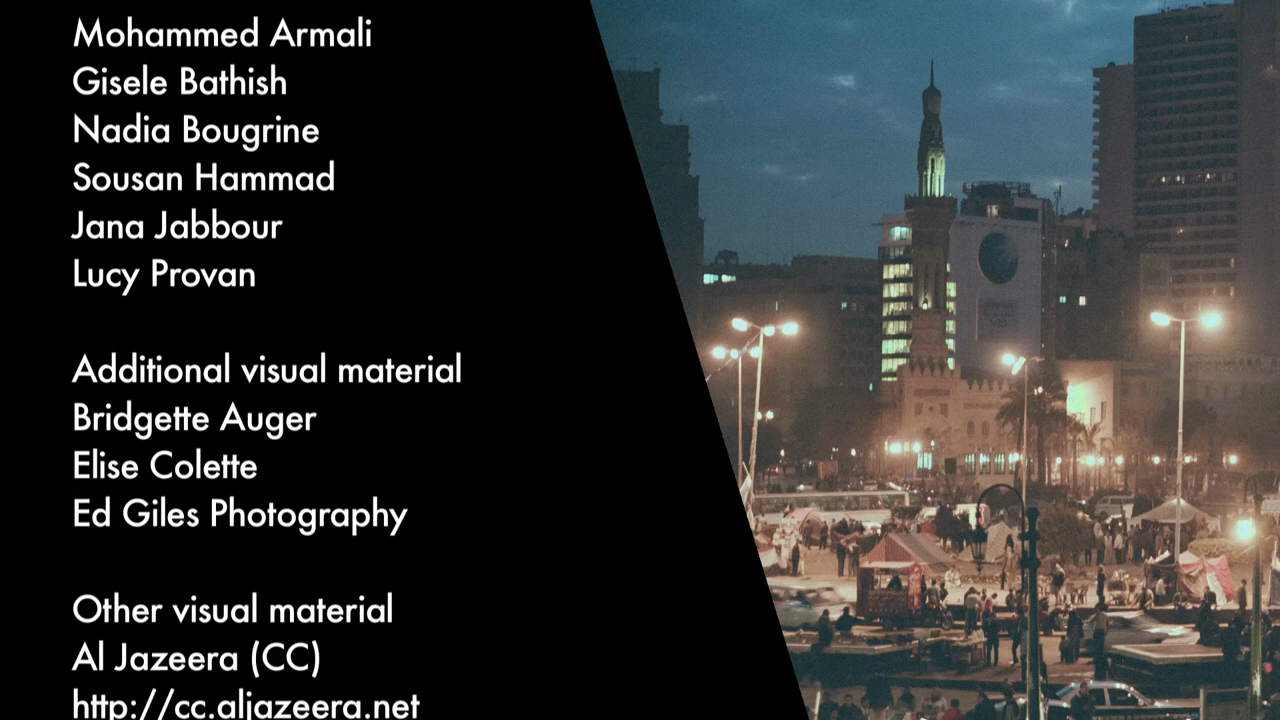 Mohammed Armali
Gisele Bathish
Nadia Bougrine
Sousan Hammad
Jana Jabbour
Lucy Provan
Additional visual material
Bridgette Auger
Elise Colette
Ed Giles Photography
Other visual material
Al Jazeera (CC)
http://cc.aljazeera.net